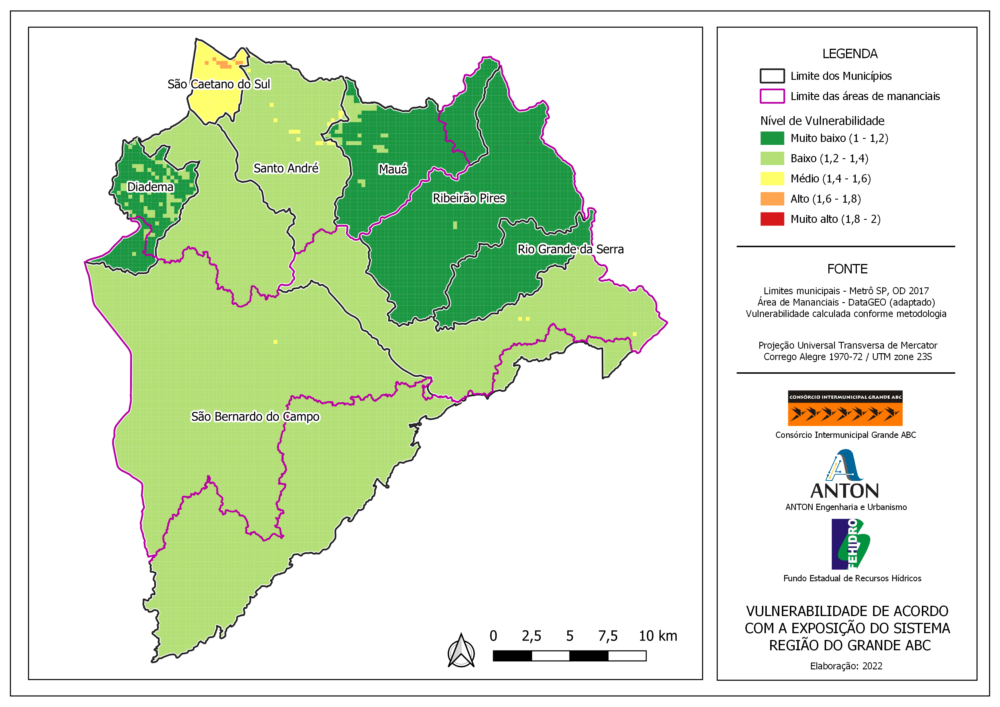 São Caetano do Sul
Santo André
Mauá
Diadema
Ribeirão Pires
Rio Grande da Serra
São Bernardo do Campo
0 2,5 5 7,5 10 km
LEGENDA
Limite dos Municípios
Limite das áreas de mananciais
Nível de Vulnerabilidade
Muito baixo (1 - 1,2)
Baixo (1,2 - 1,4)
Médio (1,4 - 1,6)
Alto (1,6 - 1,8)
Muito alto (1,8 - 2)
FONTE
Limites municipais - Metrô SP, OD 2017
Área de Mananciais - DataGEO (adaptado)
Vulnerabilidade calculada conforme metodologia
Projeção Universal Transversa de Mercator
Corrego Alegre 1970-72 / UTM zone 23S
CONSÓRCIO INTERMUNICIPAL GRANDE ABC
Consórcio Intermunicipal Grande ABC
ANTON
ANTON Engenharia e Urbanismo
FEHIDRO
Fundo Estadual de Recursos Hídricos
VULNERABILIDADE DE ACORDO
COM A EXPOSIÇÃO DO SISTEMA
REGIÃO DO GRANDE ABC
Elaboração: 2022